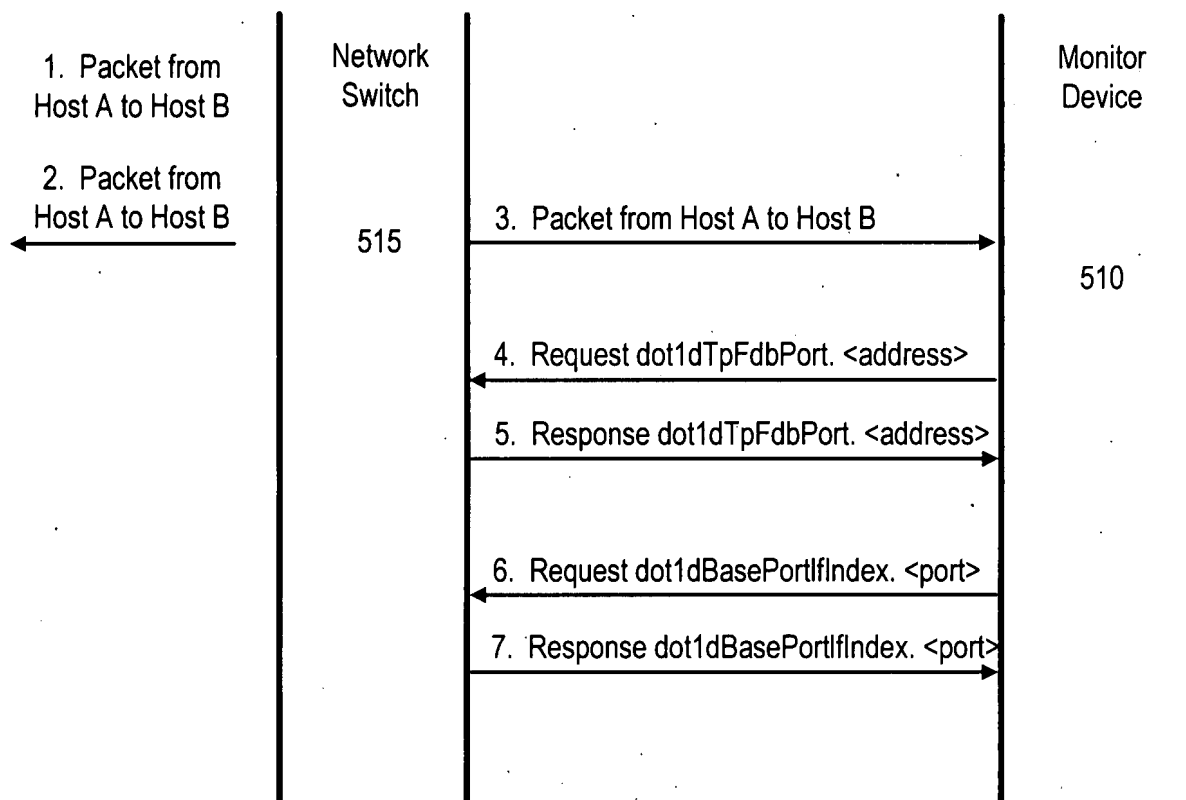 1. Packet from
Host A to Host B
Network
Switch
Monitor
Device
2. Packet from
Host A to Host B
515
3. Packet from Host A to Host B
510
4. Request dot1dTpFdbPort. <address>
5. Response dot1dTpFdbPort. <address>
6. Request dot1dBasePortIfIndex. <port>
7. Response dot1dBasePortIfIndex. <port>